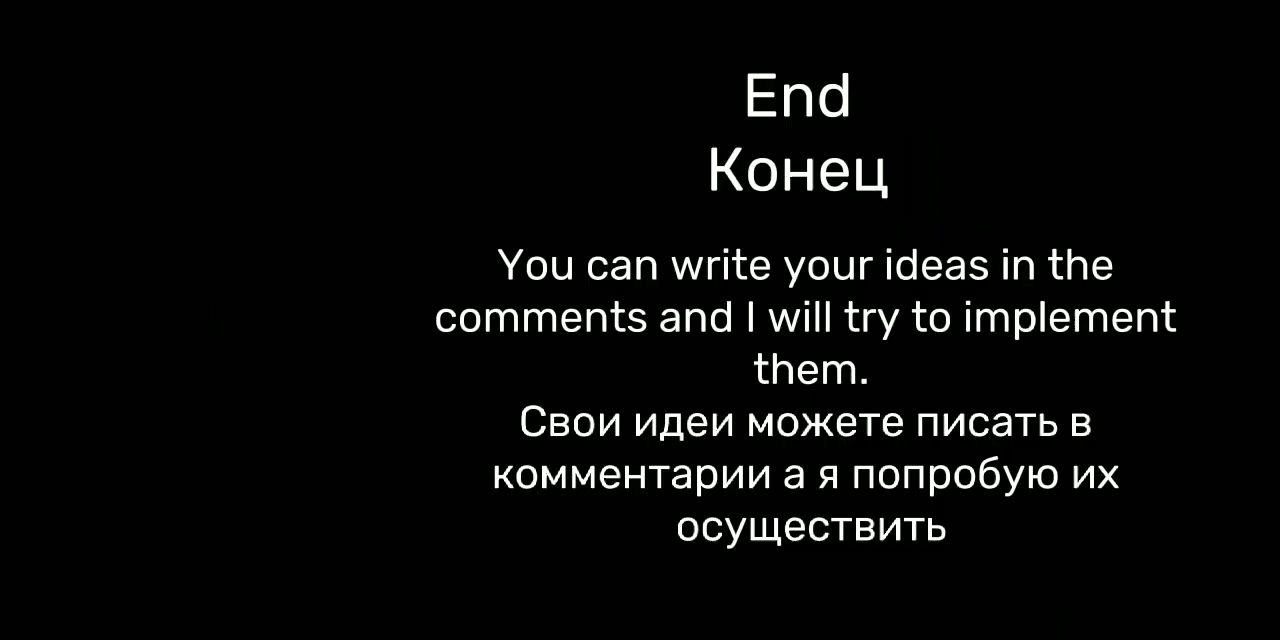 End
Конец
You can write your ideas in the
comments and I will try to implement
them.
Свои идеи можете писать в
комментарии а я попробую их
осуществить